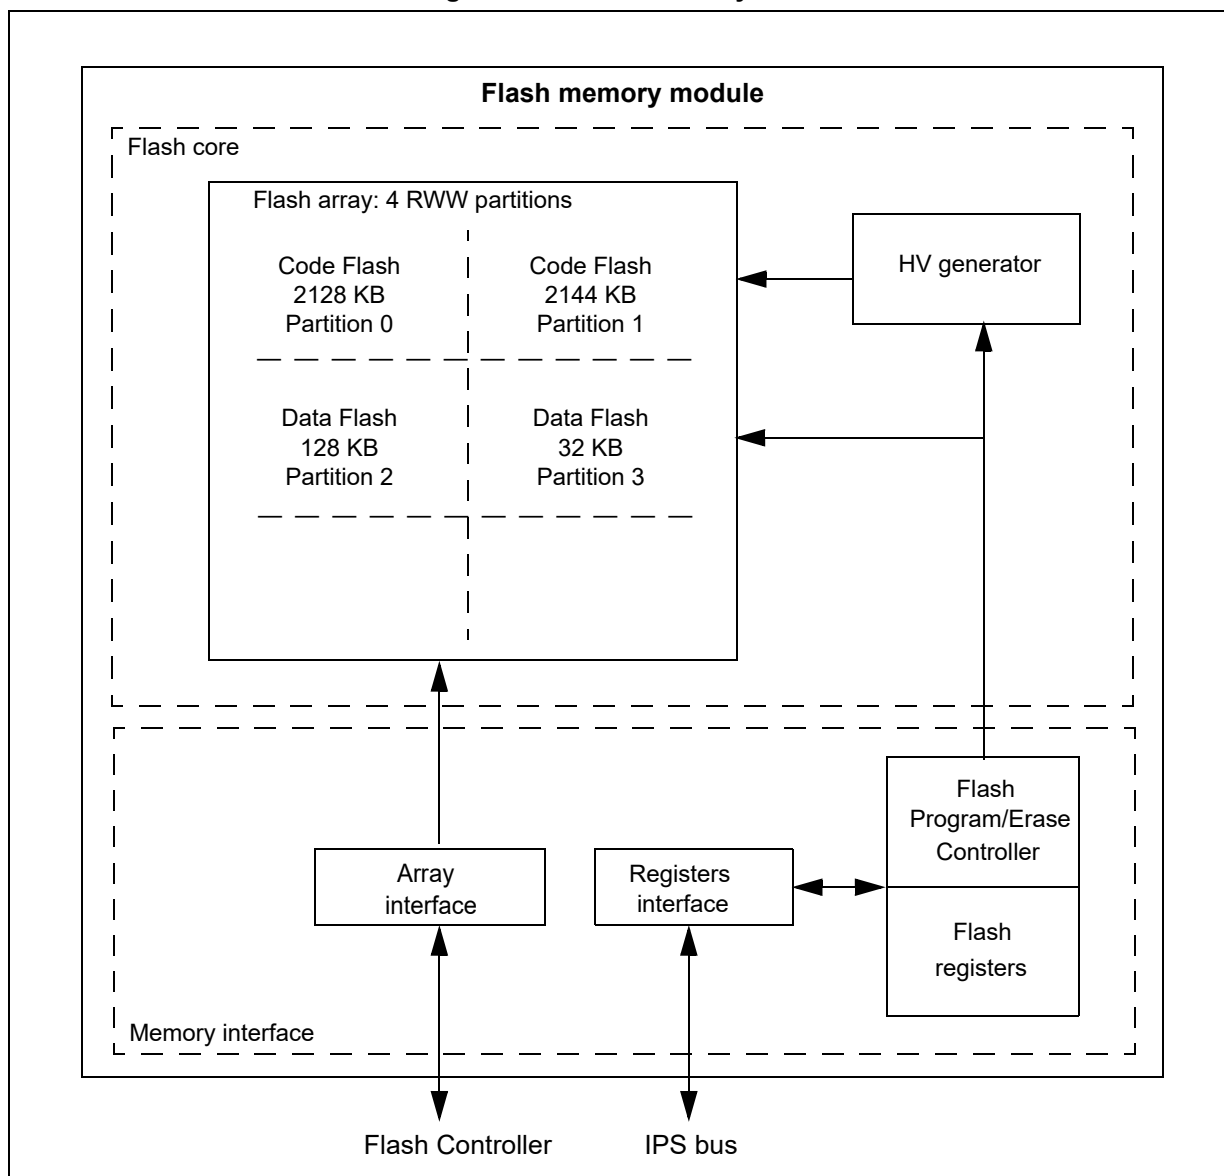 Flash memory module
Flash core
Flash array: 4 RWW partitions
Code Flash
2128 KB
Partition 0
Code Flash
2144 KB
Partition 1
HV generator
Data Flash
128 KB
Partition 2
Data Flash
32 KB
Partition 3
Flash
Program/Erase
Controller
Array
interface
Registers
interface
Flash
registers
Memory interface
Flash Controller
IPS bus